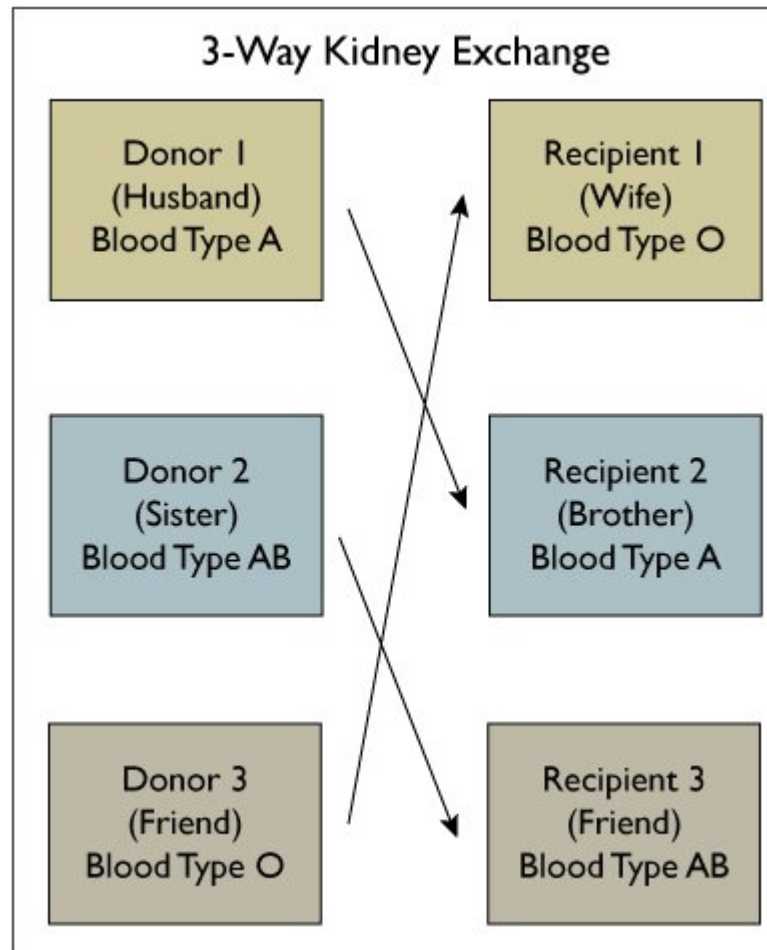 3-Way Kidney Exchange
Donor 1
(Husband)
Blood Type A
Recipient 1
(Wife)
Blood Type O
Donor 2
(Sister)
Blood Type AB
Recipient 2
(Brother)
Blood Type A
Donor 3
(Friend)
Blood Type O
Recipient 3
(Friend)
Blood Type AB